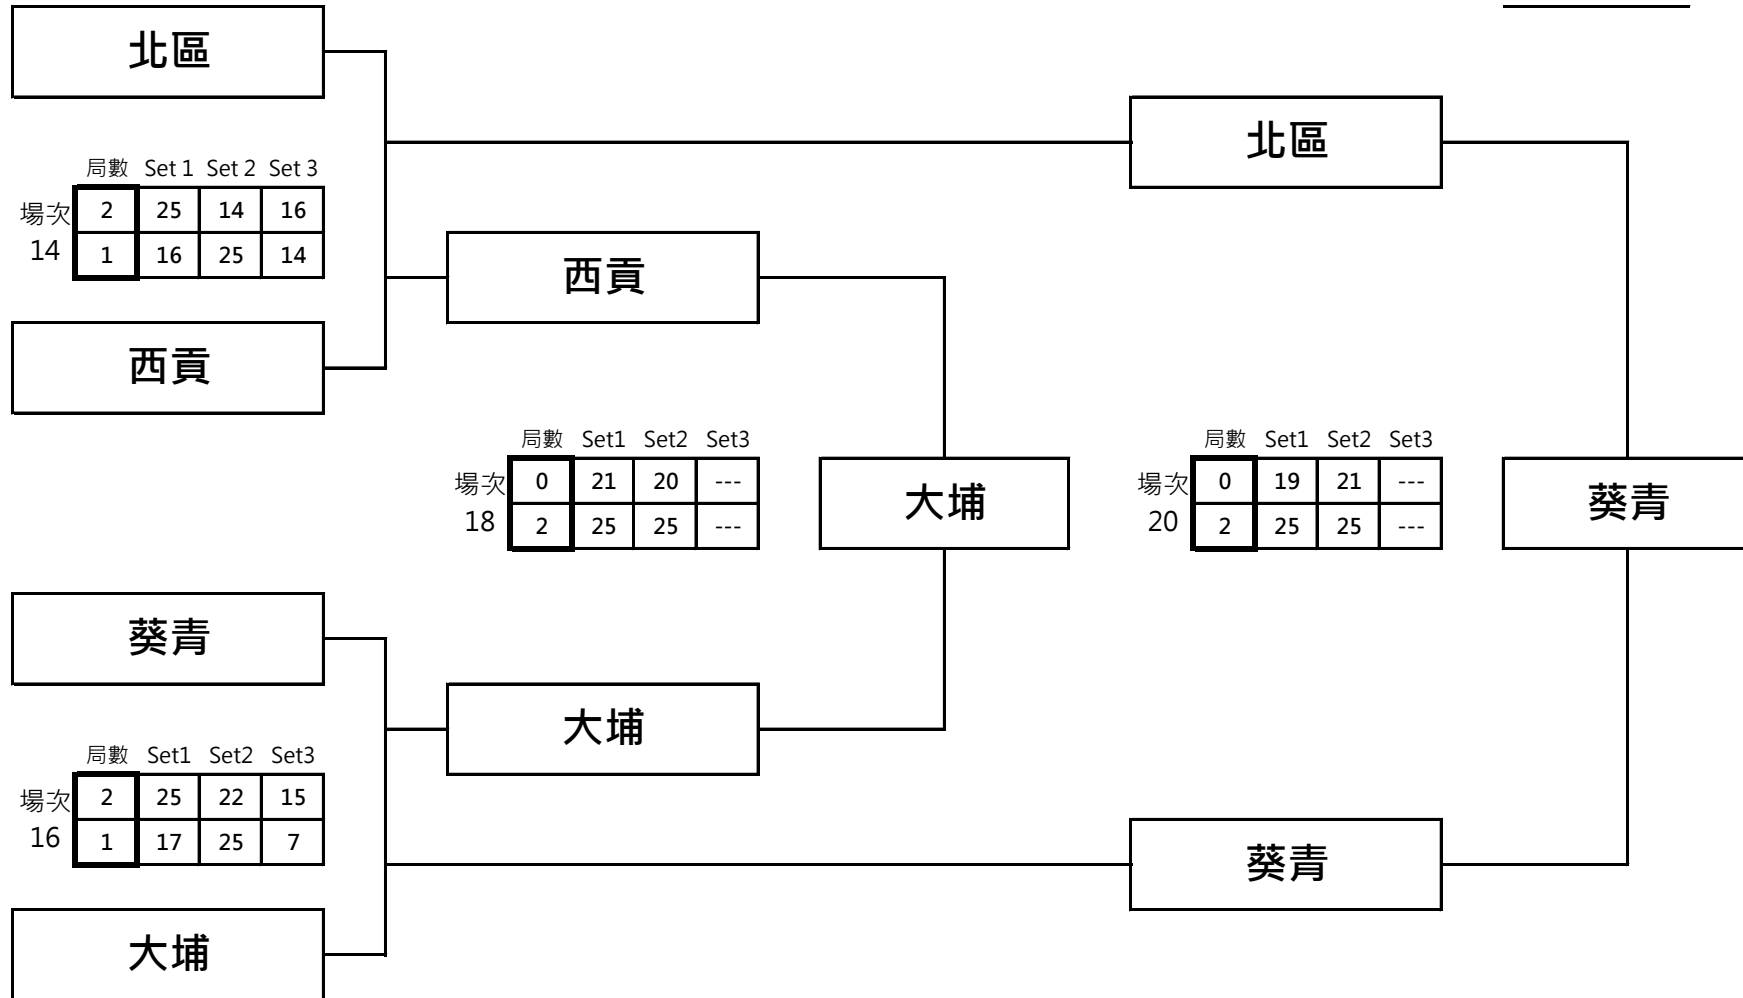 北區
北區
局數 Set 1 Set 2 Set 3
場次 2 25 14 16
14 1 16 25 14
西貢
西貢
局數 Set1 Set2 Set3
場次 0 21 20 ---
18 2 25 25 ---
大埔
局數 Set1 Set2 Set3
場次 0 19 21 ---
20 2 25 25 ---
葵青
葵青
大埔
局數 Set1 Set2 Set3
場次 2 25 22 15
16 1 17 25 7
葵青
大埔